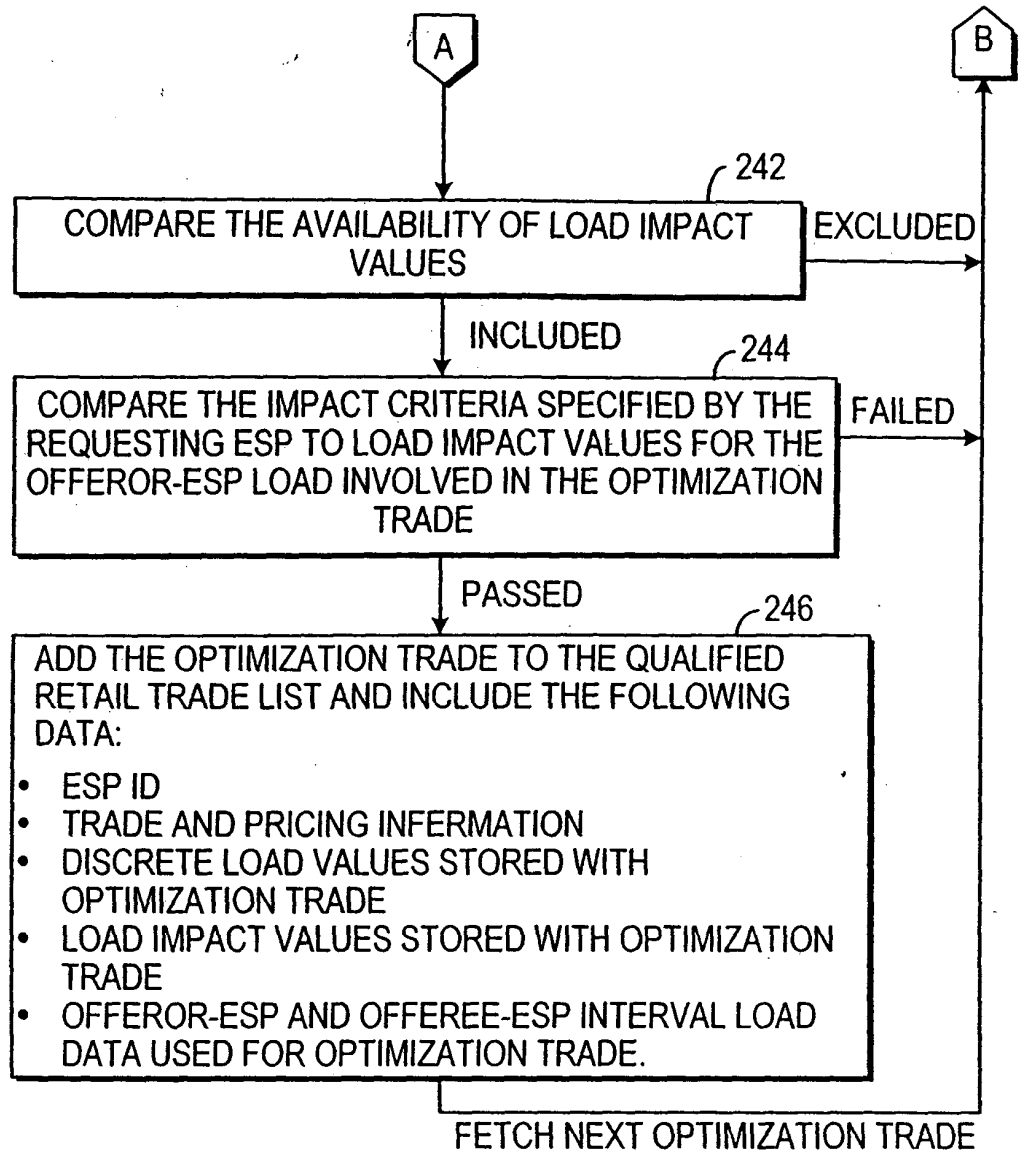 A
B
242
COMPARE THE AVAILABILITY OF LOAD IMPACT
VALUES
EXCLUDED
INCLUDED
244
COMPARE THE IMPACT CRITERIA SPECIFIED BY THE
REQUESTING ESP TO LOAD IMPACT VALUES FOR THE
OFFEROR-ESP LOAD INVOLVED IN THE OPTIMIZATION
TRADE
FAILED
PASSED
246
ADD THE OPTIMIZATION TRADE TO THE QUALIFIED
RETAIL TRADE LIST AND INCLUDE THE FOLLOWING
DATA:
• ESP ID
• TRADE AND PRICING INFERMATION
• DISCRETE LOAD VALUES STORED WITH
OPTIMIZATION TRADE
• LOAD IMPACT VALUES STORED WITH OPTIMIZATION
TRADE
• OFFEROR-ESP AND OFFEREE-ESP INTERVAL LOAD
DATA USED FOR OPTIMIZATION TRADE.
FETCH NEXT OPTIMIZATION TRADE